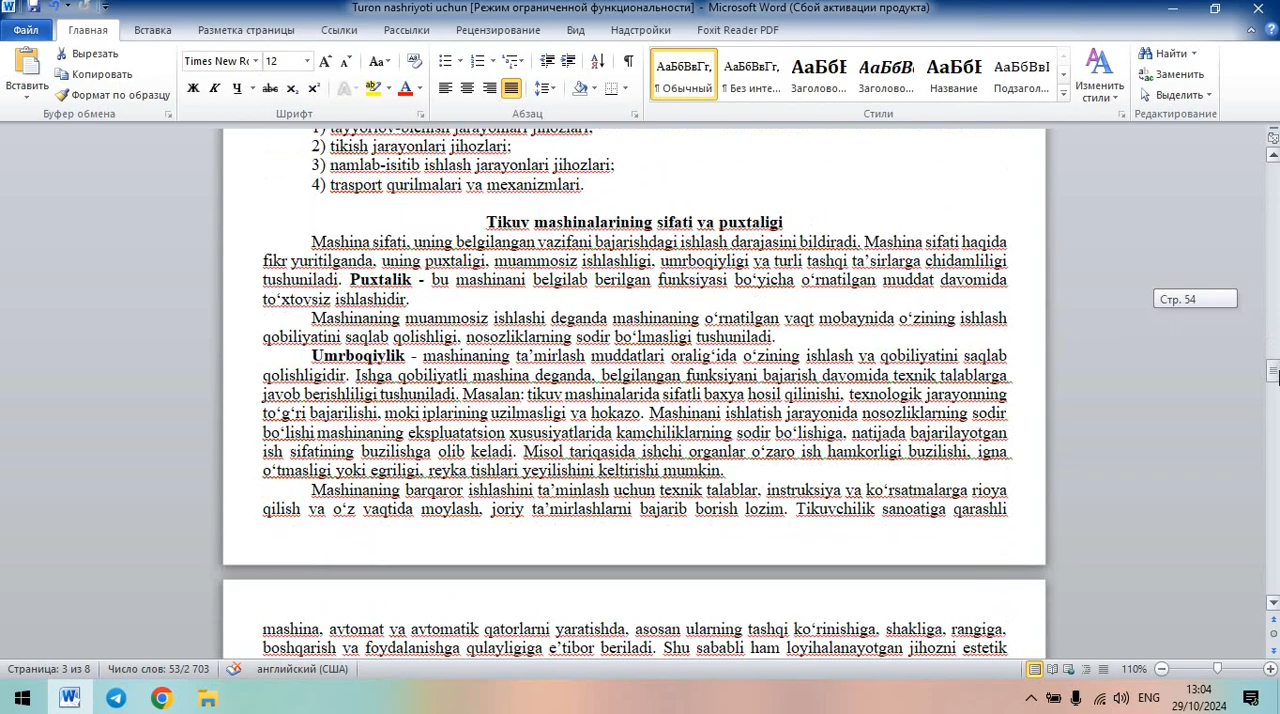 Turon nashriyoti uchun [Режим ограниченной функциональности] - Microsoft Word (Сбой активации продукта)
Файл Главная Вставка Разметка страницы Ссылки Рассылки Рецензирование Вид Надстройки Foxit Reader PDF
Вставить
Вырезать
Копировать
Формат по образцу
Буфер обмена
Times New Ro 12
Шрифт
Абзац
АаБбВвГг, АаБбВвГг, АаБбЕ АаБбВı АаБбЕ АаБбВвГı
¶ Обычный ¶ Без инте... Заголово... Заголово... Название Подзагол...
Стили
Изменить стили
Найти
Заменить
Выделить
Редактирование
1) tayyorlov-bichish jarayonlari jihozlari;
2) tikish jarayonlari jihozlari;
3) namlab-isitib ishlash jarayonlari jihozlari;
4) trasport qurilmalari va mexanizmlari.
Tikuv mashinalarining sifati va puxtaligi
Mashina sifati, uning belgilangan vazifani bajarishdagi ishlash darajasini bildiradi. Mashina sifati haqida
fikr yuritilganda, uning puxtaligi, muammosiz ishlashligi, umrboqiyligi va turli tashqi ta’sirlarga chidamliligi
tushuniladi. Puxtalik - bu mashinani belgilab berilgan funksiyasi bo‘yicha o‘rnatilgan muddat davomida
to‘xtovsiz ishlashidir.
Mashinaning muammosiz ishlashi deganda mashinaning o‘rnatilgan vaqt mobaynida o‘zining ishlash
qobiliyatini saqlab qolishligi, nosozliklarning sodir bo‘lmasligi tushuniladi.
Umrboqiylik - mashinaning ta’mirlash muddatlari oralig‘ida o‘zining ishlash va qobiliyatini saqlab
qolishligidir. Ishga qobiliyatli mashina deganda, belgilangan funksiyani bajarish davomida texnik talablarga
javob berishliligi tushuniladi. Masalan: tikuv mashinalarida sifatli baxya hosil qilinishi, texnologik jarayonning
to‘g‘ri bajarilishi, moki iplarining uzilmasligi va hokazo. Mashinani ishlatish jarayonida nosozliklarning sodir
bo‘lishi mashinaning ekspluatatsion xususiyatlarida kamchiliklarning sodir bo‘lishiga, natijada bajarilayotgan
ish sifatining buzilishga olib keladi. Misol tariqasida ishchi organlar o‘zaro ish hamkorligi buzilishi, igna
o‘tmasligi yoki egriligi, reyka tishlari yeyilishini keltirishi mumkin.
Mashinaning barqaror ishlashini ta’minlash uchun texnik talablar, instruksiya va ko‘rsatmalarga rioya
qilish va o‘z vaqtida moylash, joriy ta’mirlashlarni bajarib borish lozim. Tikuvchilik sanoatiga qarashli
Стр. 54
mashina, avtomat va avtomatik qatorlarni yaratishda, asosan ularning tashqi ko‘rinishiga, shakliga, rangiga,
boshqarish va foydalanishga qulayligiga e’tibor beriladi. Shu sababli ham loyihalanayotgan jihozni estetik
Страница: 3 из 8 Число слов: 53/2 703 английский (США) 110%
ENG
13:04
29/10/2024